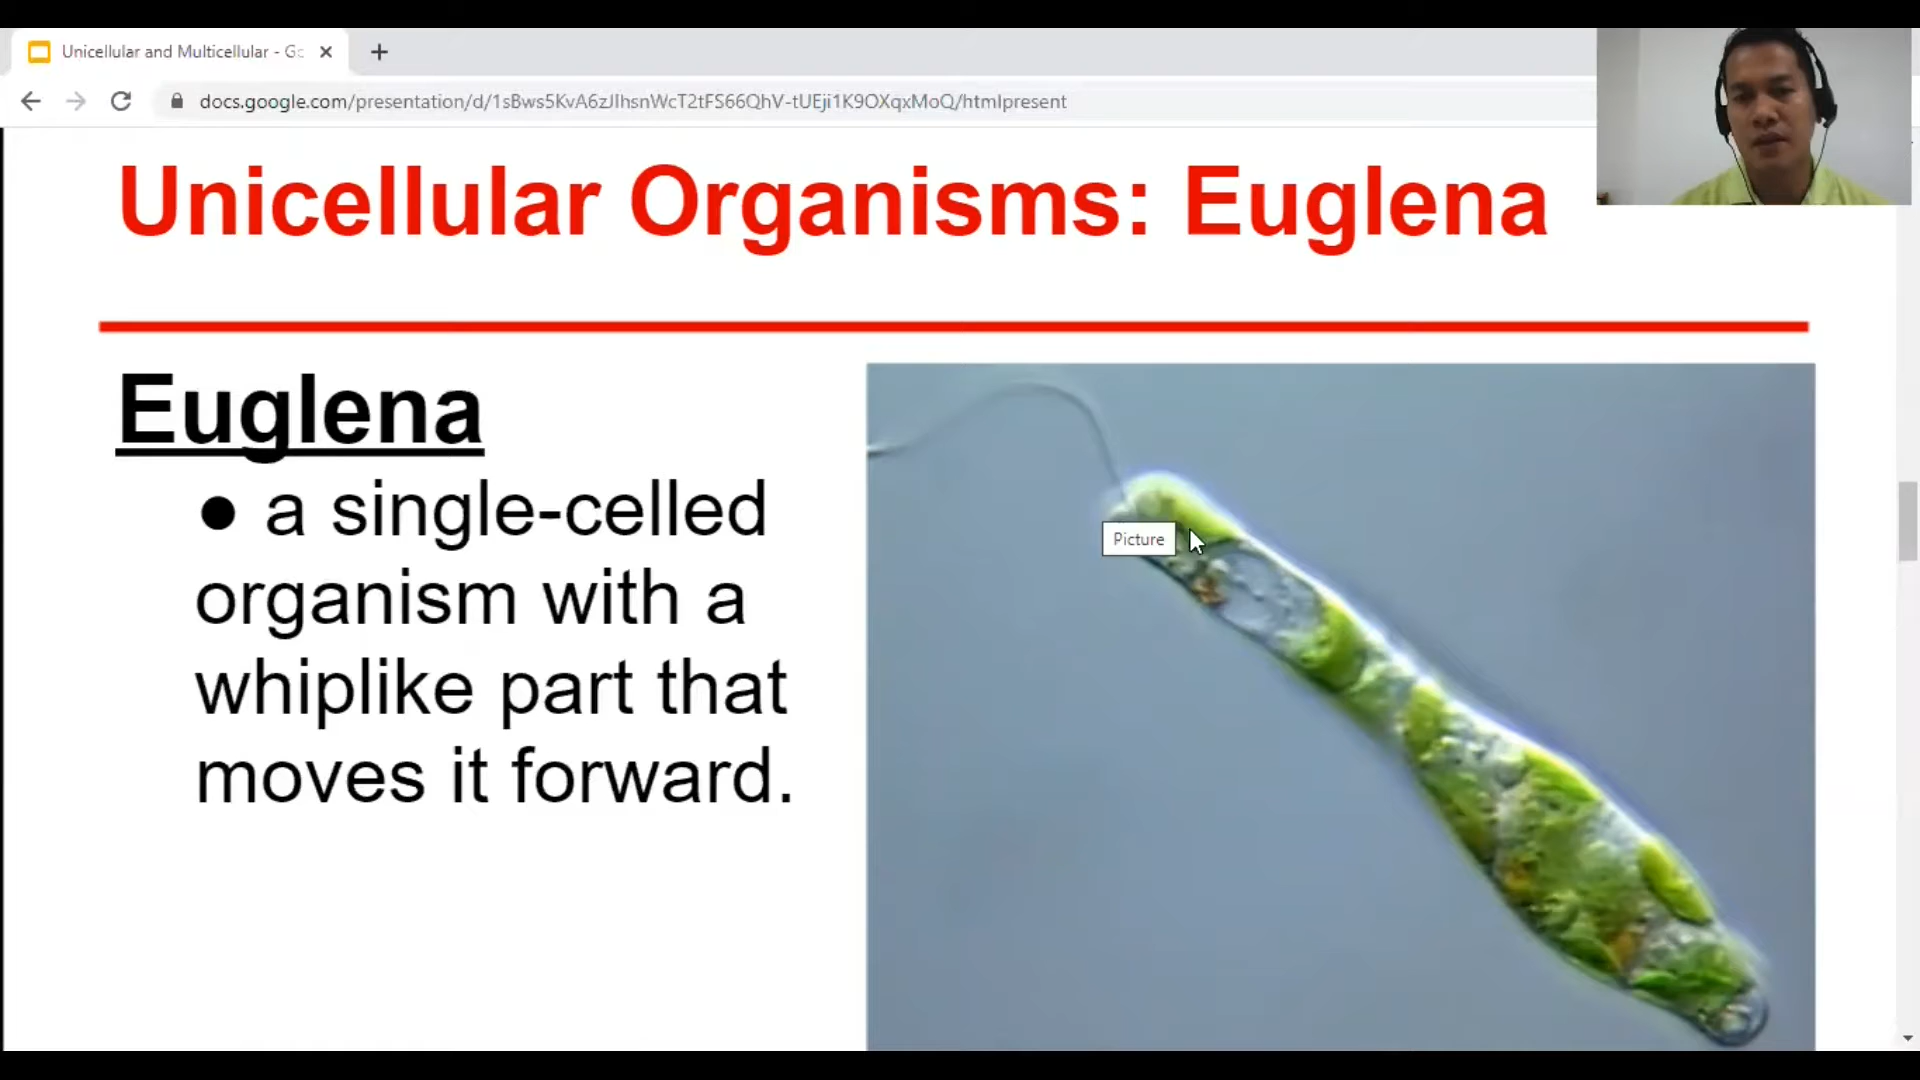 Unicellular and Multicellular - Go
docs.google.com/presentation/d/1sBws5KvA6zJlhsnWcT2tFS66QhV-tUEji1K9OXqxMoQ/htmlpresent
Unicellular Organisms: Euglena
Euglena
● a single-celled
organism with a
whiplike part that
moves it forward.
Picture